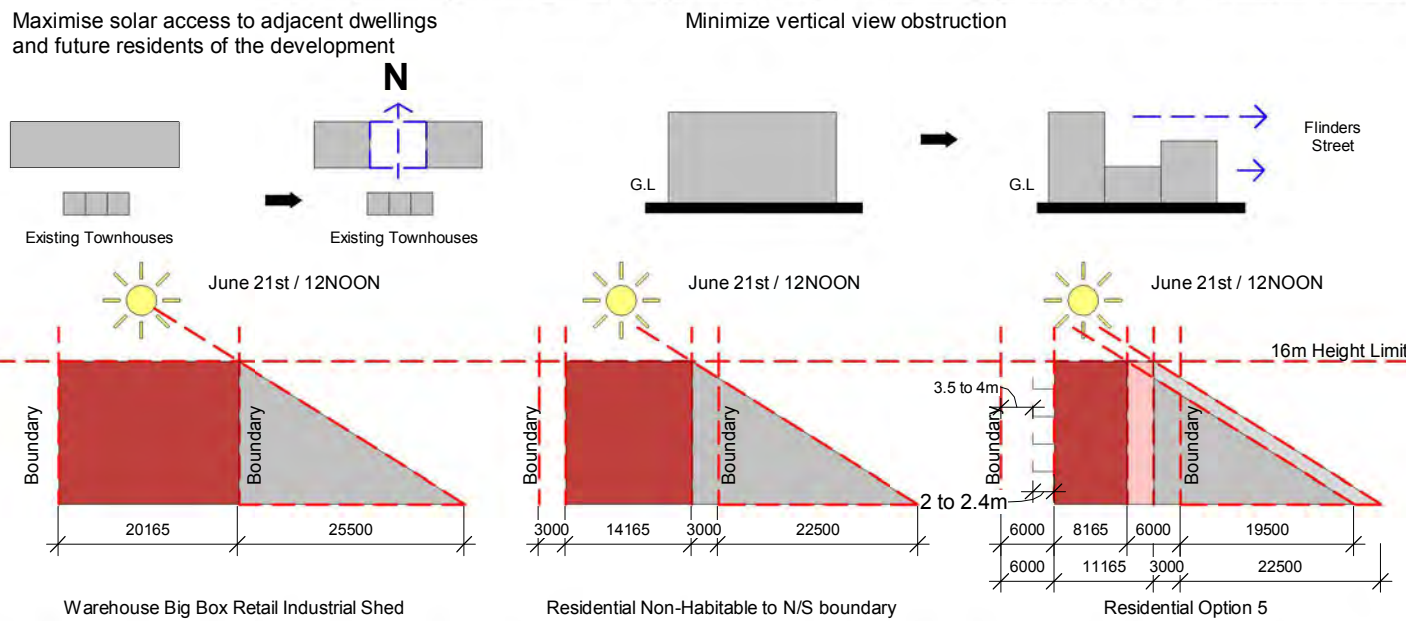 Maximise solar access to adjacent dwellings
and future residents of the development
Minimize vertical view obstruction
N
Flinders
Street
G.L
G.L
Existing Townhouses
Existing Townhouses
June 21st / 12NOON
June 21st / 12NOON
June 21st / 12NOON
16m Height Limit
3.5 to 4m
Boundary
Boundary
Boundary
Boundary
Boundary
Boundary
2 to 2.4m
20165
25500
3000
14165
3000
22500
6000
8165
6000
19500
6000
11165
3000
22500
Warehouse Big Box Retail Industrial Shed
Residential Non-Habitable to N/S boundary
Residential Option 5